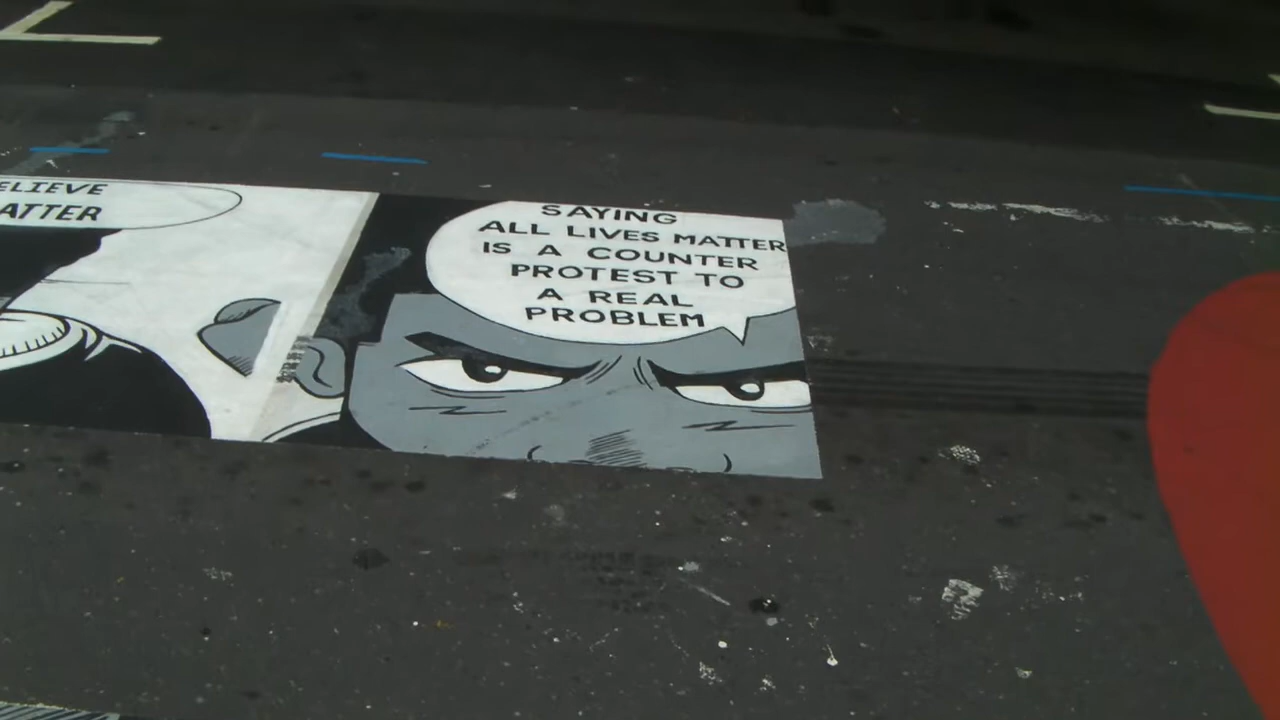 ELIEVE
ATTER
SAYING
ALL LIVES MATTER
IS A COUNTER
PROTEST TO
A REAL
PROBLEM